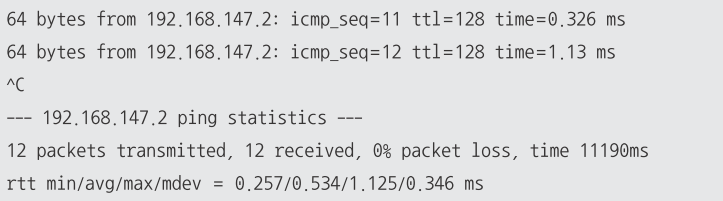 64 bytes from 192.168.147.2: icmp_seq=11 ttl=128 time=0.326 ms
64 bytes from 192.168.147.2: icmp_seq=12 ttl=128 time=1.13 ms
^C
--- 192.168.147.2 ping statistics ---
12 packets transmitted, 12 received, 0% packet loss, time 11190ms
rtt min/avg/max/mdev = 0.257/0.534/1.125/0.346 ms